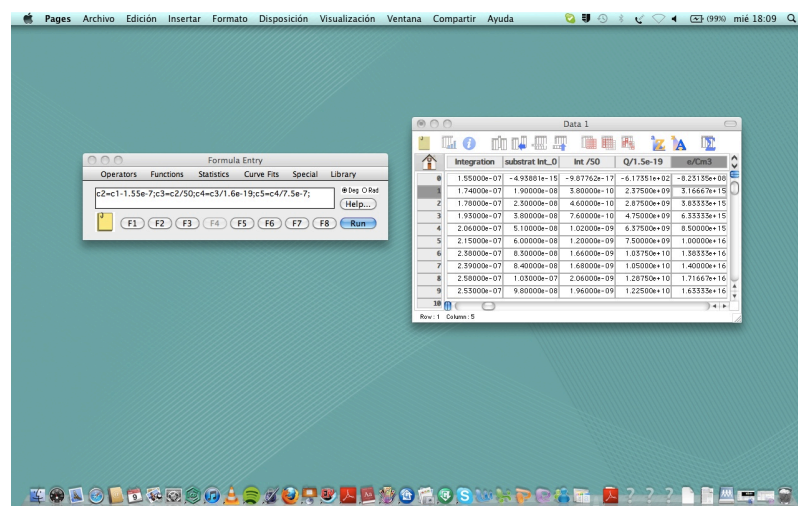 Pages Archivo Edición Insertar Formato Disposición Visualización Ventana Compartir Ayuda (99%) mié 18:09
Data 1
Integration substrat Int_0 Int /50 Q/1.5e-19 e/Cm3
0 1.55000e-07 -4.93881e-15 -9.87762e-17 -6.17351e+02 -8.23135e+08
1 1.74000e-07 1.90000e-08 3.80000e-10 2.37500e+09 3.16667e+15
2 1.78000e-07 2.30000e-08 4.60000e-10 2.87500e+09 3.83333e+15
3 1.93000e-07 3.80000e-08 7.60000e-10 4.75000e+09 6.33333e+15
4 2.06000e-07 5.10000e-08 1.02000e-09 6.37500e+09 8.50000e+15
5 2.15000e-07 6.00000e-08 1.20000e-09 7.50000e+09 1.00000e+16
6 2.38000e-07 8.30000e-08 1.66000e-09 1.03750e+10 1.38333e+16
7 2.39000e-07 8.40000e-08 1.68000e-09 1.05000e+10 1.40000e+16
8 2.58000e-07 1.03000e-07 2.06000e-09 1.28750e+10 1.71667e+16
9 2.53000e-07 9.80000e-08 1.96000e-09 1.22500e+10 1.63333e+16
10
Row: 1 Column: 5
Formula Entry
Operators Functions Statistics Curve Fits Special Library
c2=c1-1.55e-7;c3=c2/50;c4=c3/1.6e-19;c5=c4/7.5e-7;
Deg Rad
Help...
F1 F2 F3 F4 F5 F6 F7 F8 Run